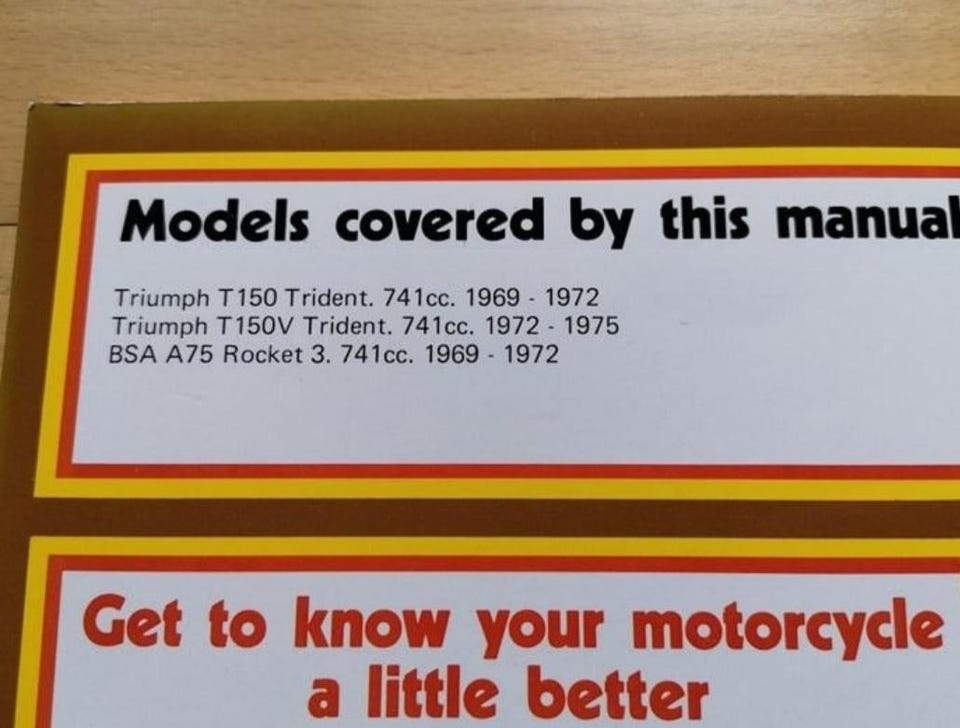 Models covered by this manual
Triumph T150 Trident. 741cc. 1969 - 1972
Triumph T150V Trident. 741cc. 1972 - 1975
BSA A75 Rocket 3. 741cc. 1969 - 1972
Get to know your motorcycle
a little better